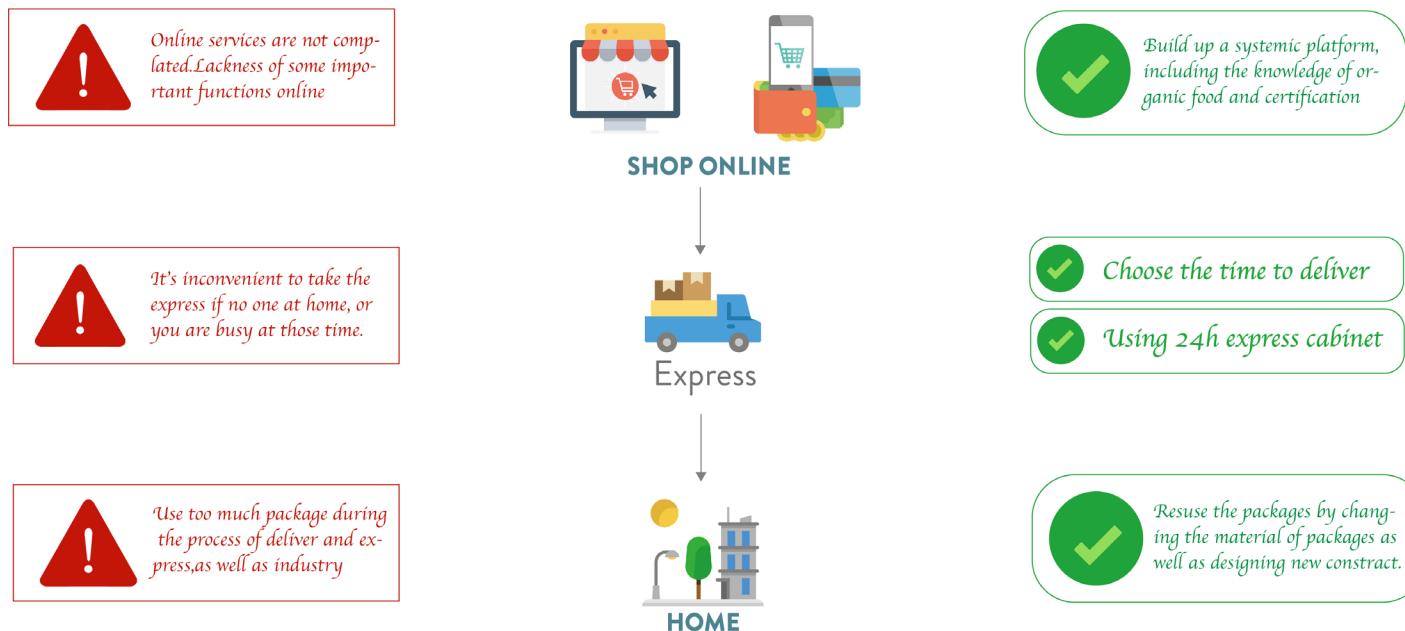 Online services are not comp-
lated.Lackness of some impo-
rtant functions online
SHOP ONLINE
Build up a systemic platform,
including the knowledge of or-
ganic food and certification
It's inconvenient to take the
express if no one at home, or
you are busy at those time.
Express
Choose the time to deliver
Using 24h express cabinet
Use too much package during
the process of deliver and ex-
press,as well as industry
HOME
Resuse the packages by chang-
ing the material of packages as
well as designing new constract.